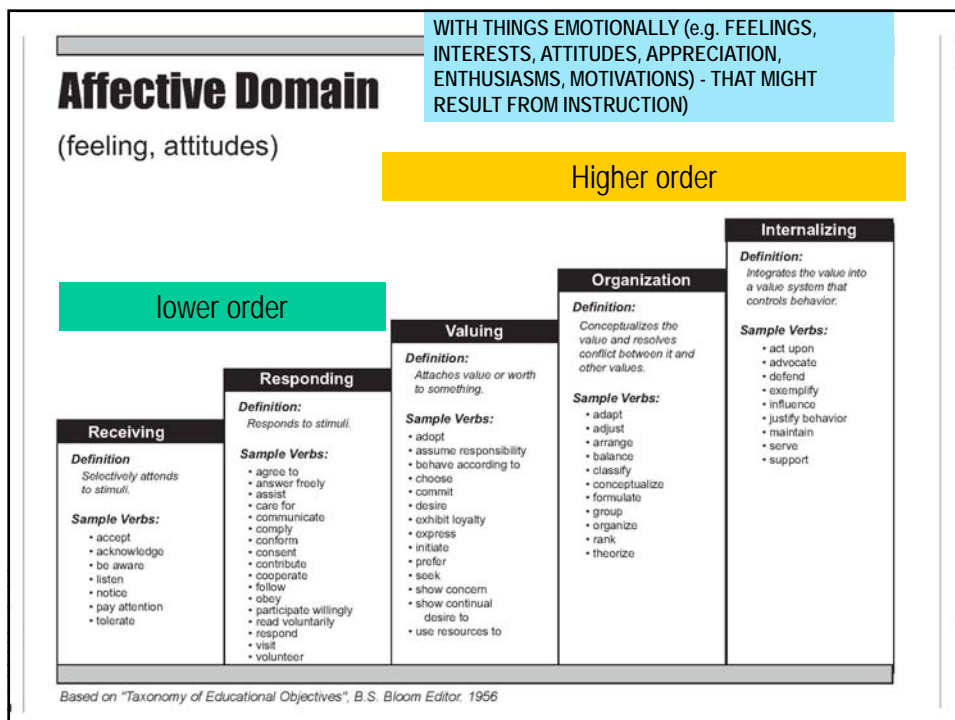 WITH THINGS EMOTIONALLY (e.g. FEELINGS,
INTERESTS, ATTITUDES, APPRECIATION,
ENTHUSIASMS, MOTIVATIONS) - THAT MIGHT
RESULT FROM INSTRUCTION)
Affective Domain
(feeling, attitudes)
Higher order
lower order
Receiving
Definition
Selectively attends
to stimuli.
Sample Verbs:
• accept
• acknowledge
• be aware
• listen
• notice
• pay attention
• tolerate
Responding
Definition:
Responds to stimuli.
Sample Verbs:
• agree to
• answer freely
• assist
• care for
• communicate
• comply
• conform
• consent
• contribute
• cooperate
• follow
• obey
• participate willingly
• read voluntarily
• respond
• visit
• volunteer
Valuing
Definition:
Attaches value or worth
to something.
Sample Verbs:
• adopt
• assume responsibility
• behave according to
• choose
• commit
• desire
• exhibit loyalty
• express
• initiate
• prefer
• seek
• show concern
• show continual
desire to
• use resources to
Organization
Definition:
Conceptualizes the
value and resolves
conflict between it and
other values.
Sample Verbs:
• adapt
• adjust
• arrange
• balance
• classify
• conceptualize
• formulate
• group
• organize
• rank
• theorize
Internalizing
Definition:
Integrates the value into
a value system that
controls behavior.
Sample Verbs:
• act upon
• advocate
• defend
• exemplify
• influence
• justify behavior
• maintain
• serve
• support
Based on "Taxonomy of Educational Objectives", B.S. Bloom Editor. 1956